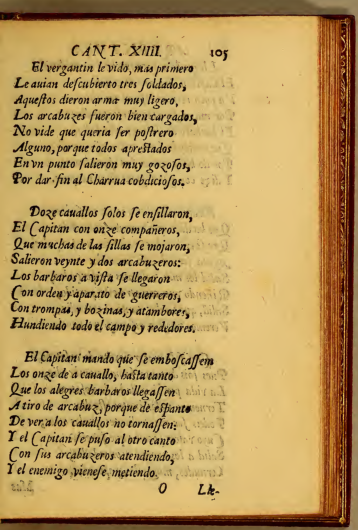 CANT. XIIII. 105
El vergantin le vido, mas primero
Le auian deſcubierto tres ſoldados,
Aqueſtos dieron arma muy ligero,
Los arcabuzes fueron bien cargados,
No vide que queria ſer poſtrero
Alguno, porque todos apreſtados
En vn punto ſalieron muy gozoſos,
Por dar fin al Charrua cobdicioſos.
Doze cauallos ſolos ſe enſillaron,
El Capitan con onze compañeros,
Que muchas de las ſillas ſe mojaron,
Salieron veynte y dos arcabuzeros:
Los barbaros a viſta ſe llegaron
Con orden y aparato de guerreros,
Con trompas, y bozinas, y atambores,
Hundiendo todo el campo y rededores.
El Capitan mando que ſe emboſcaſſem
Los onze de a cauallo, haſta tanto
Que los alegres barbaros llegaſſen
A tiro de arcabuz, porque de eſpanto
De ver a los cauallos no tornaſſen:
Y el Capitan ſe puſo al otro canto
Con ſus arcabuzeros atendiendo,
Y el enemigo vieneſe metiendo.
O Lle-